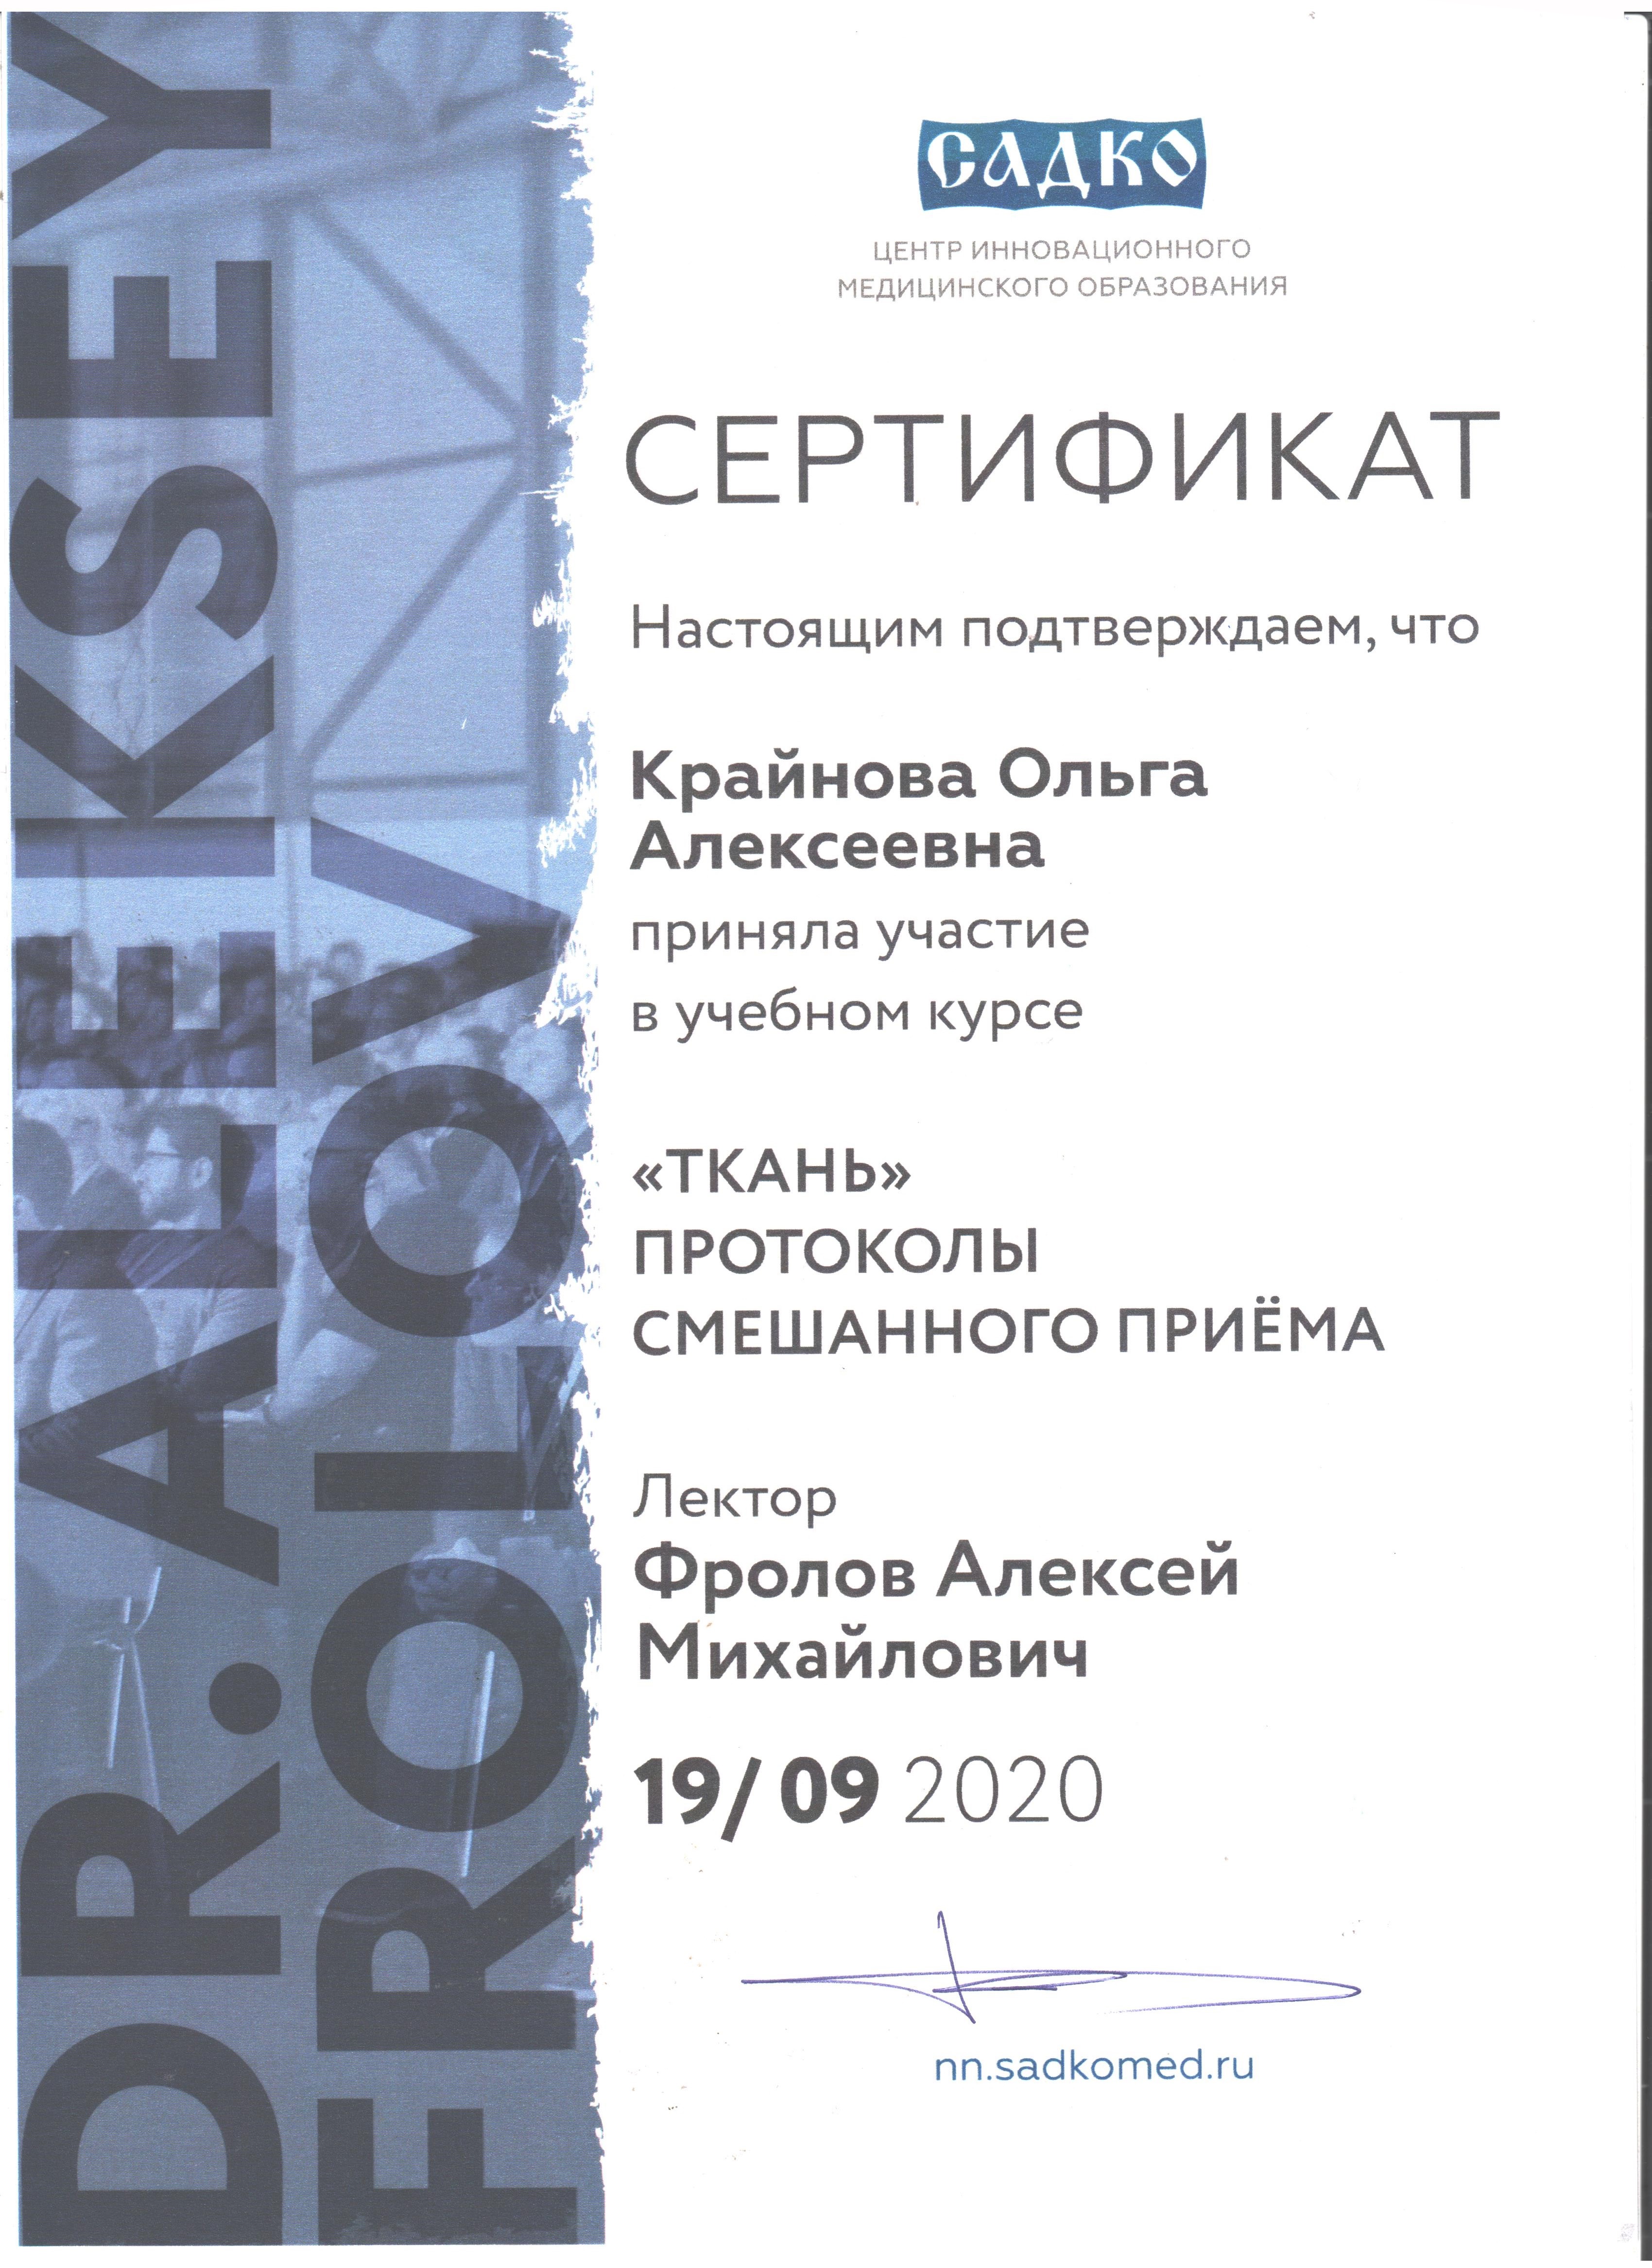 DR. ALEKSEY
FROLOV
САДКО
ЦЕНТР ИННОВАЦИОННОГО
МЕДИЦИНСКОГО ОБРАЗОВАНИЯ
СЕРТИФИКАТ
Настоящим подтверждаем, что
Крайнова Ольга
Алексеевна
приняла участие
в учебном курсе
«ТКАНЬ»
ПРОТОКОЛЫ
СМЕШАННОГО ПРИЁМА
Лектор
Фролов Алексей
Михайлович
19/ 09 2020
nn.sadkomed.ru